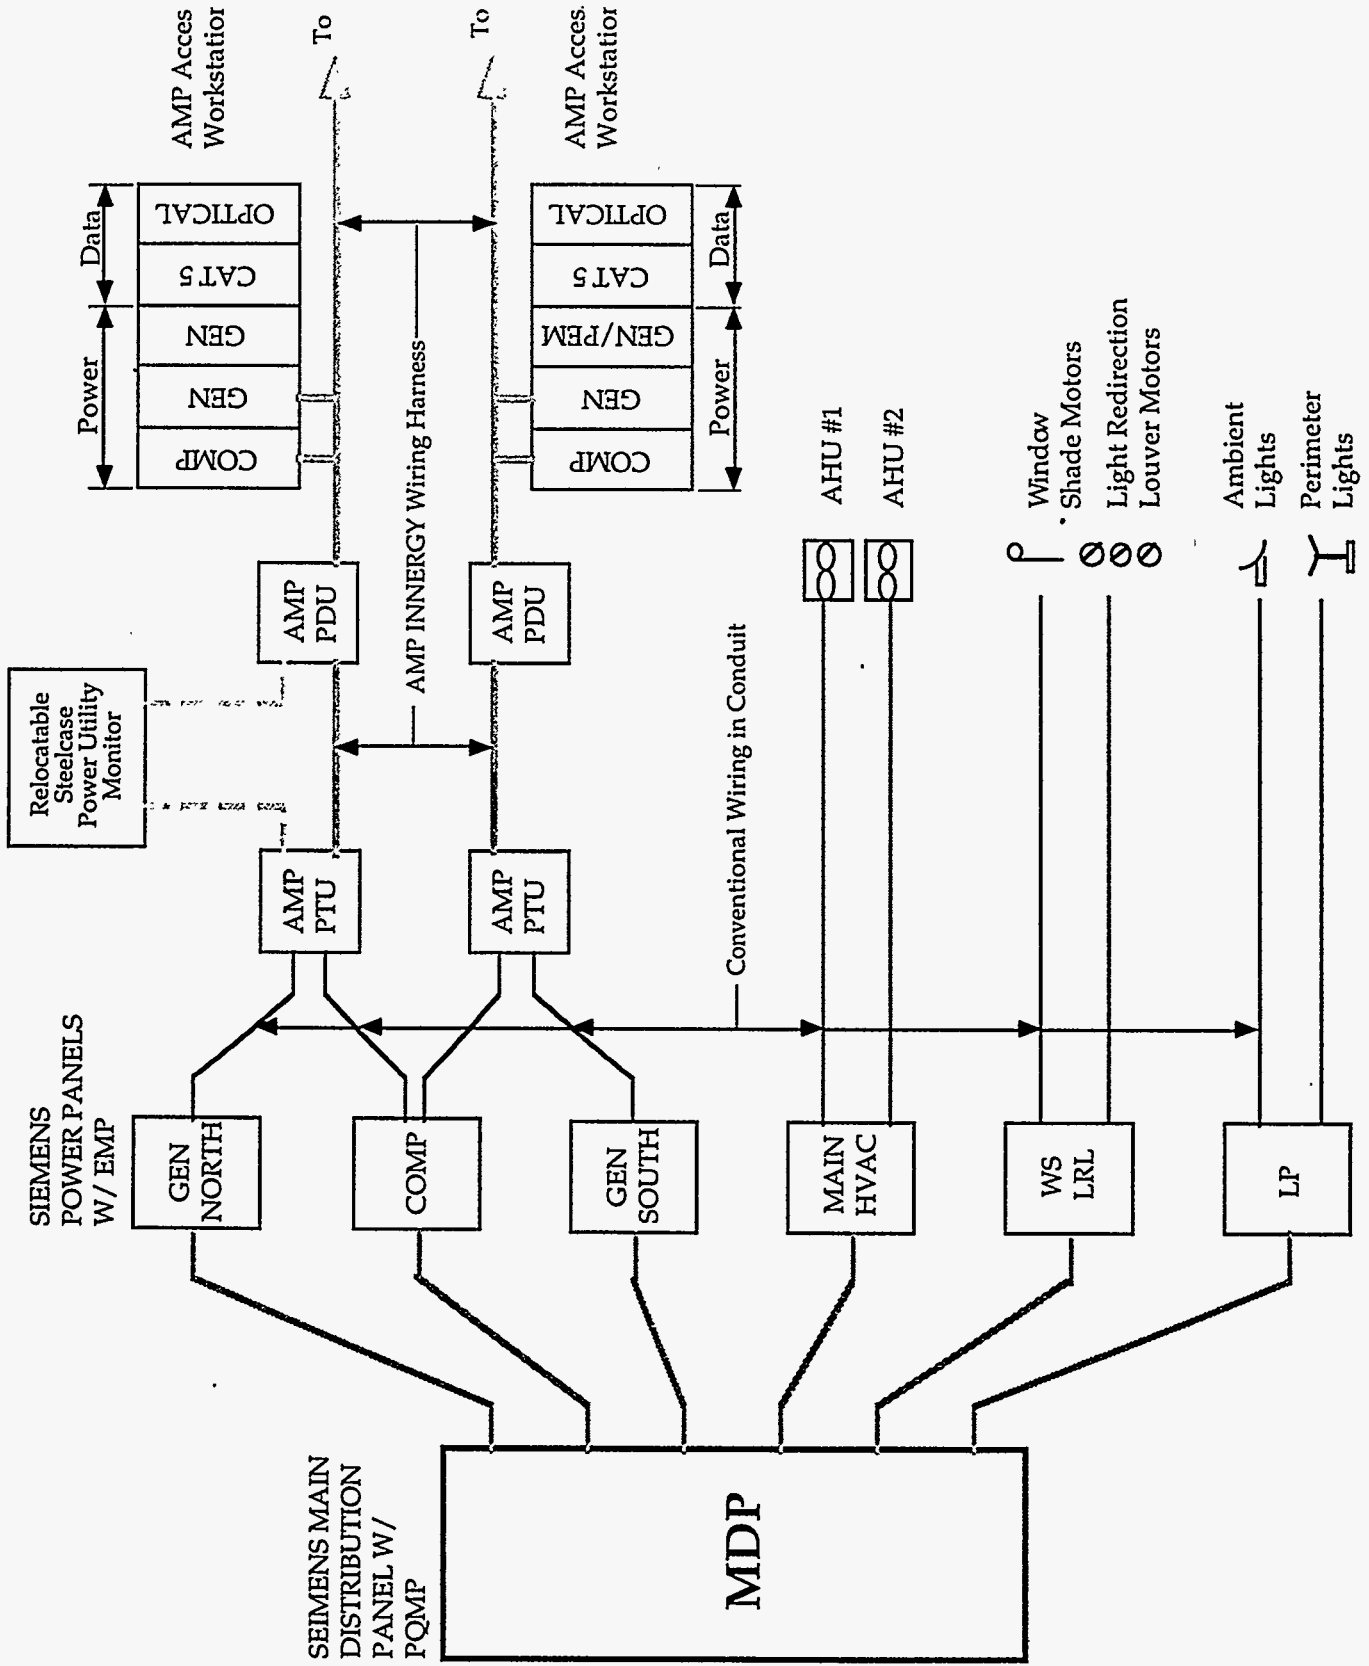 SEIMENS MAIN
DISTRIBUTION
PANEL W/
PQMP
MDP
SIEMENS
POWER PANELS
W/ EMP
GEN
NORTH
COMP
GEN
SOUTH
MAIN
HVAC
WS
LRL
LP
AMP
PTU
AMP
PTU
Relocatable
Steelcase
Power Utility
Monitor
AMP
PDU
AMP
PDU
AMP INNERGY Wiring Harness
Conventional Wiring in Conduit
Power
Data
COMP
GEN
GEN
CAT 5
OPTICAL
COMP
GEN
GEN/PEM
CAT 5
OPTICAL
Power
Data
AMP Acces
Workstation
To
To
AMP Acces.
Workstation
AHU #1
AHU #2
Window
Shade Motors
Light Redirection
Louver Motors
Ambient
Lights
Perimeter
Lights